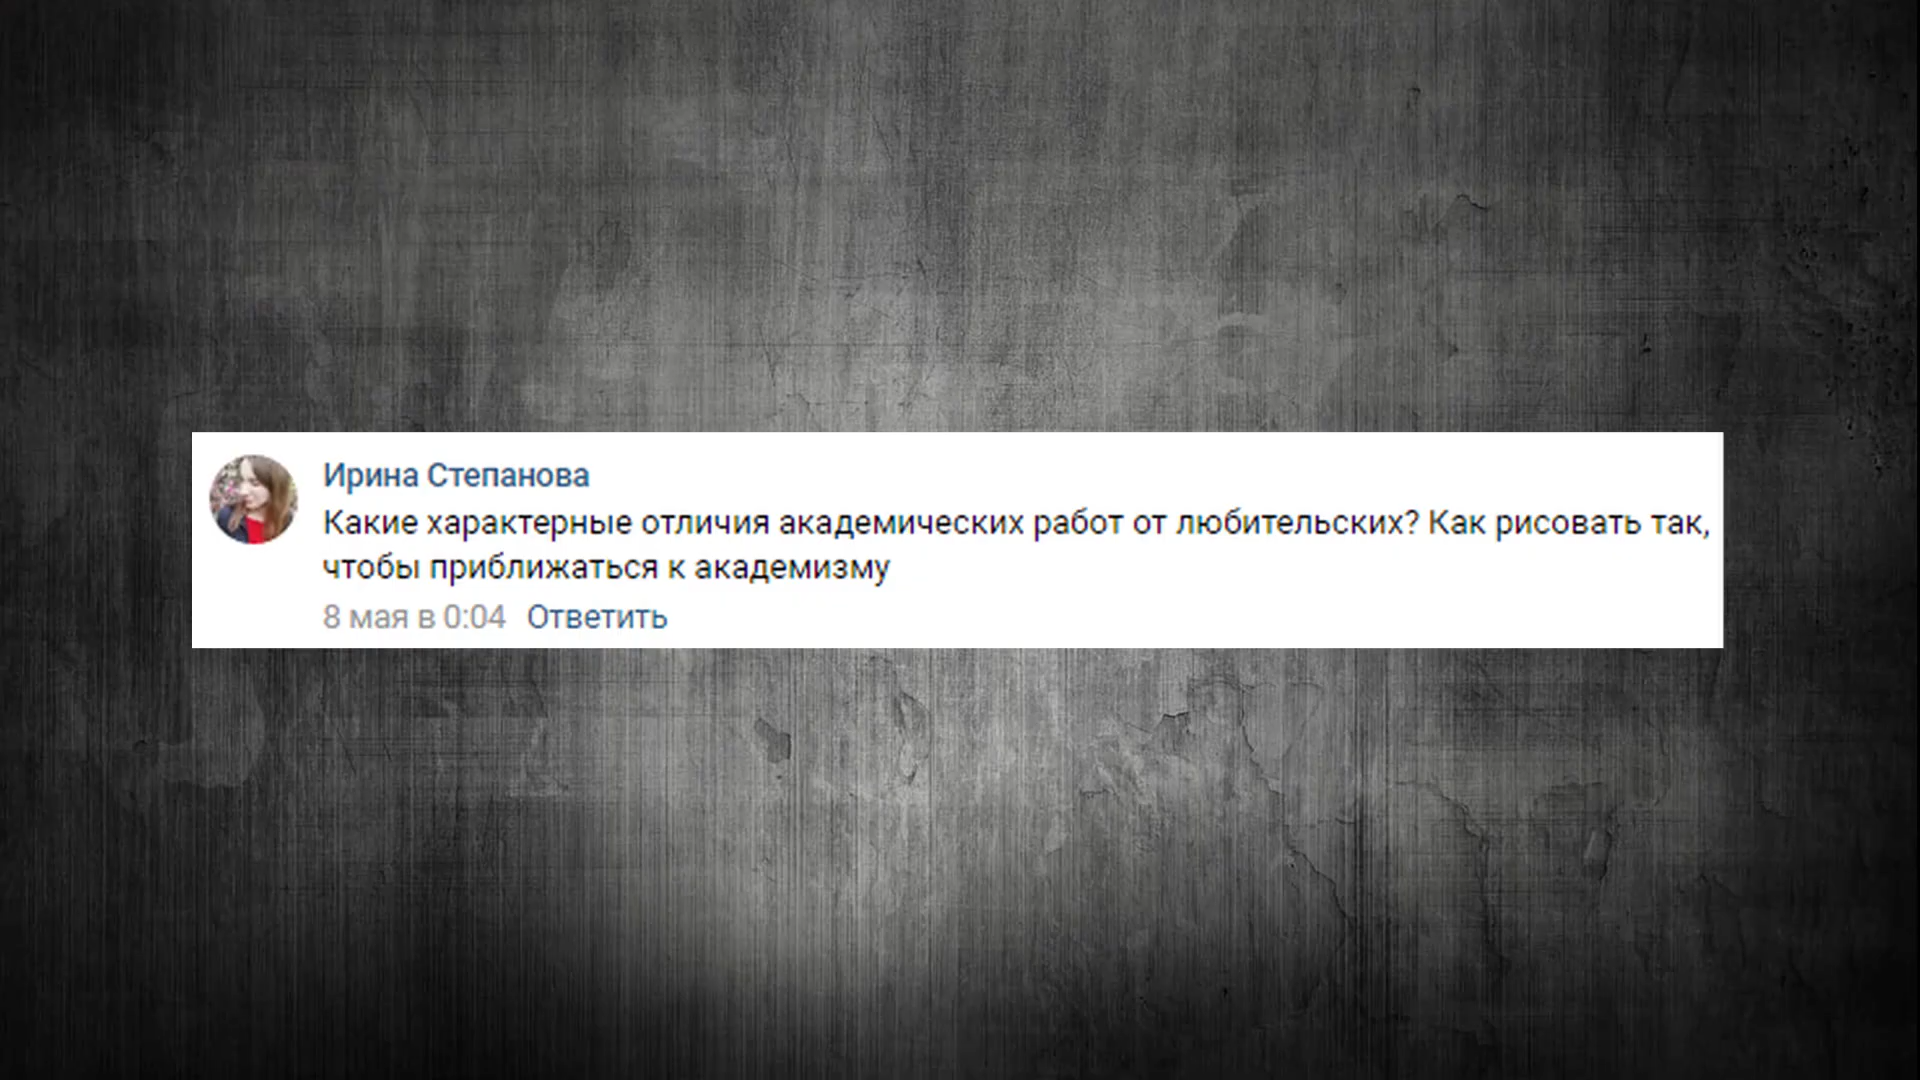 Ирина Степанова
Какие характерные отличия академических работ от любительских? Как рисовать так,
чтобы приближаться к академизму
8 мая в 0:04 Ответить